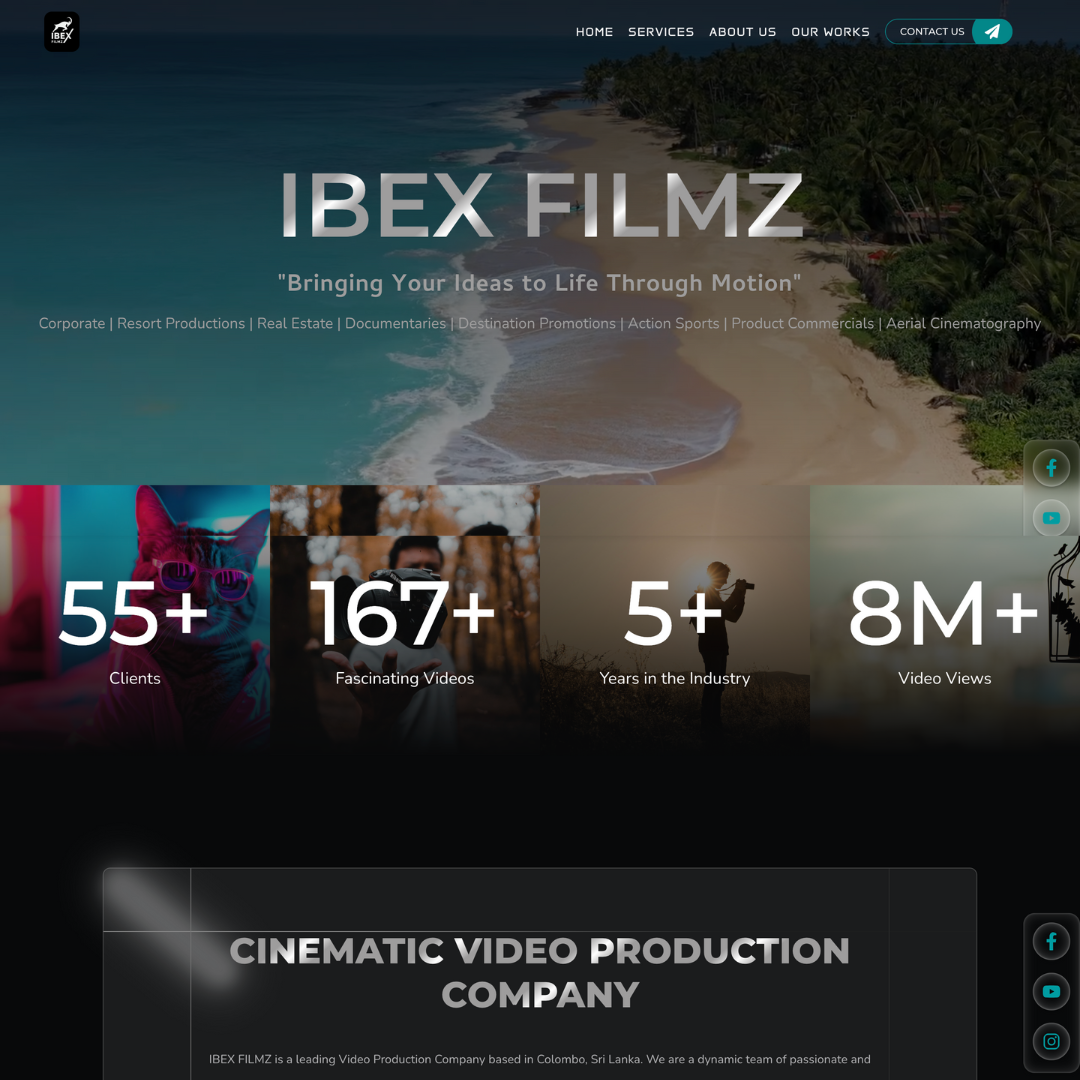 IBEX
FILMZ
HOME SERVICES ABOUT US OUR WORKS CONTACT US
IBEX FILMZ
"Bringing Your Ideas to Life Through Motion"
Corporate | Resort Productions | Real Estate | Documentaries | Destination Promotions | Action Sports | Product Commercials | Aerial Cinematography
55+ 167+ 5+ 8M+
Clients Fascinating Videos Years in the Industry Video Views
CINEMATIC VIDEO PRODUCTION
COMPANY
IBEX FILMZ is a leading Video Production Company based in Colombo, Sri Lanka. We are a dynamic team of passionate and